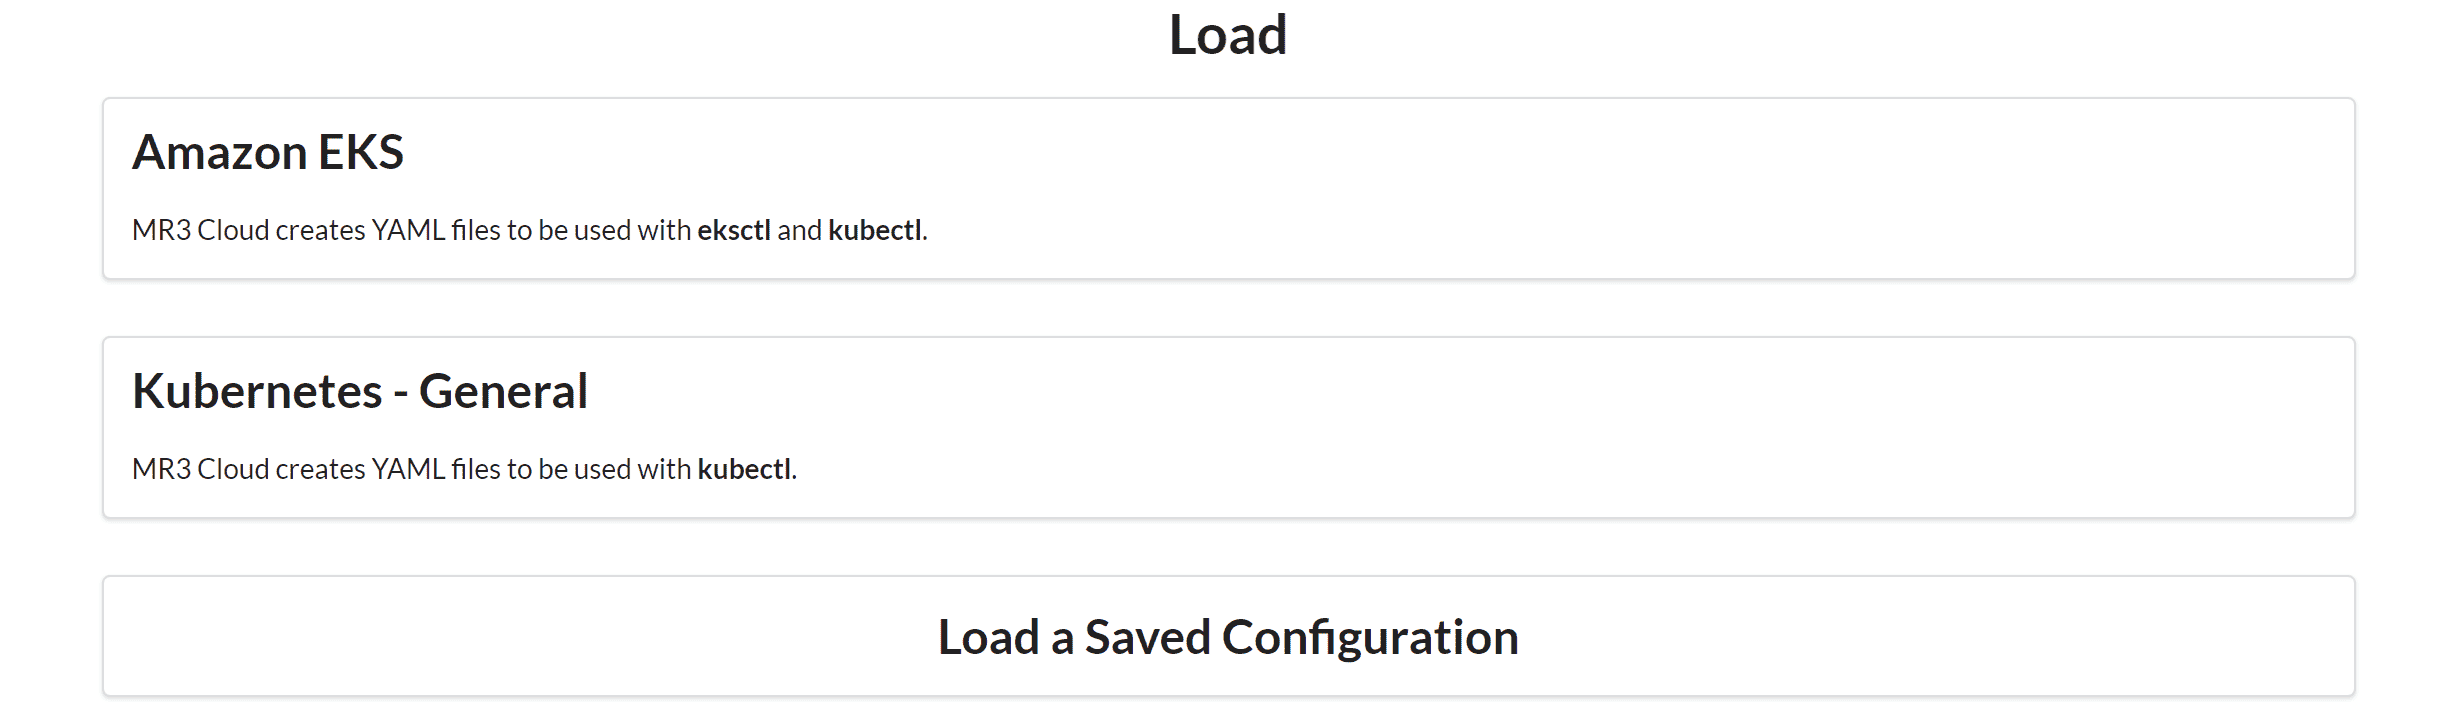 Load
Amazon EKS
MR3 Cloud creates YAML files to be used with eksctl and kubectl.
Kubernetes - General
MR3 Cloud creates YAML files to be used with kubectl.
Load a Saved Configuration